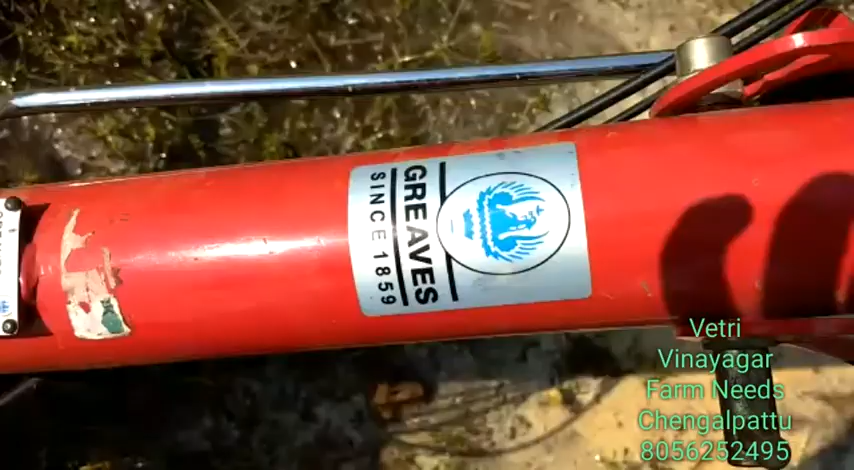 GREAVES
SINCE 1859
Vetri
Vinayagar
Farm Needs
Chengalpattu
8056252495